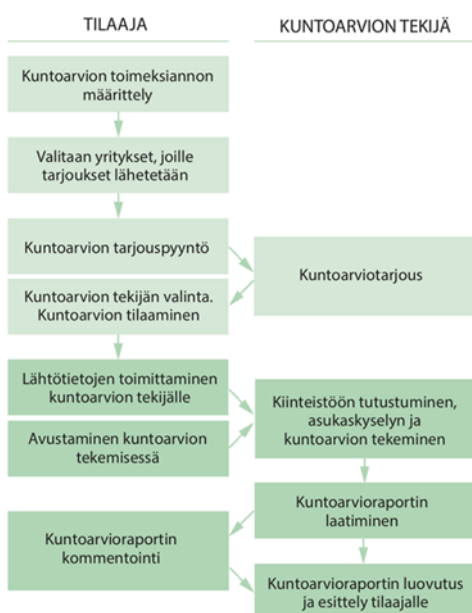 TILAAJA
KUNTOARVION TEKIJÄ
Kuntoarvion toimeksiannon
määrittely
Valitaan yritykset, joille
tarjoukset lähetetään
Kuntoarvion tarjouspyyntö
Kuntoarviotarjous
Kuntoarvion tekijän valinta.
Kuntoarvion tilaaminen
Lähtötietojen toimittaminen
kuntoarvion tekijälle
Avustaminen kuntoarvion
tekemisessä
Kiinteistöön tutustuminen,
asukaskyselyn ja
kuntoarvion tekeminen
Kuntoarvioraportin
laatiminen
Kuntoarvioraportin
kommentointi
Kuntoarvioraportin luovutus
ja esittely tilaajalle